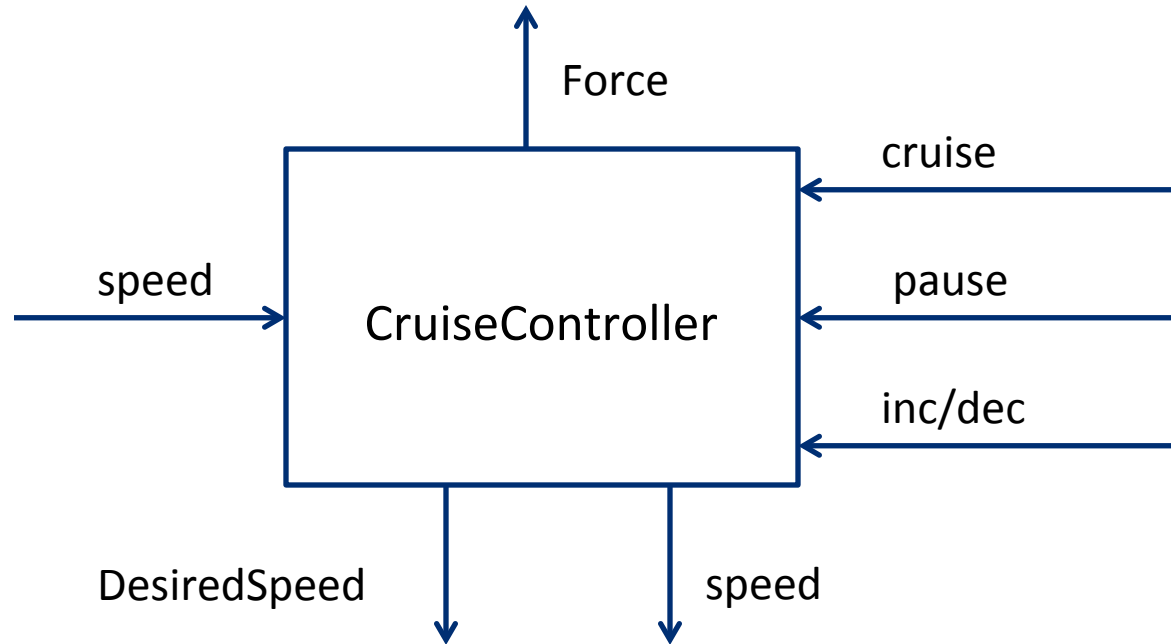 Force
cruise
speed
pause
CruiseController
inc/dec
DesiredSpeed
speed